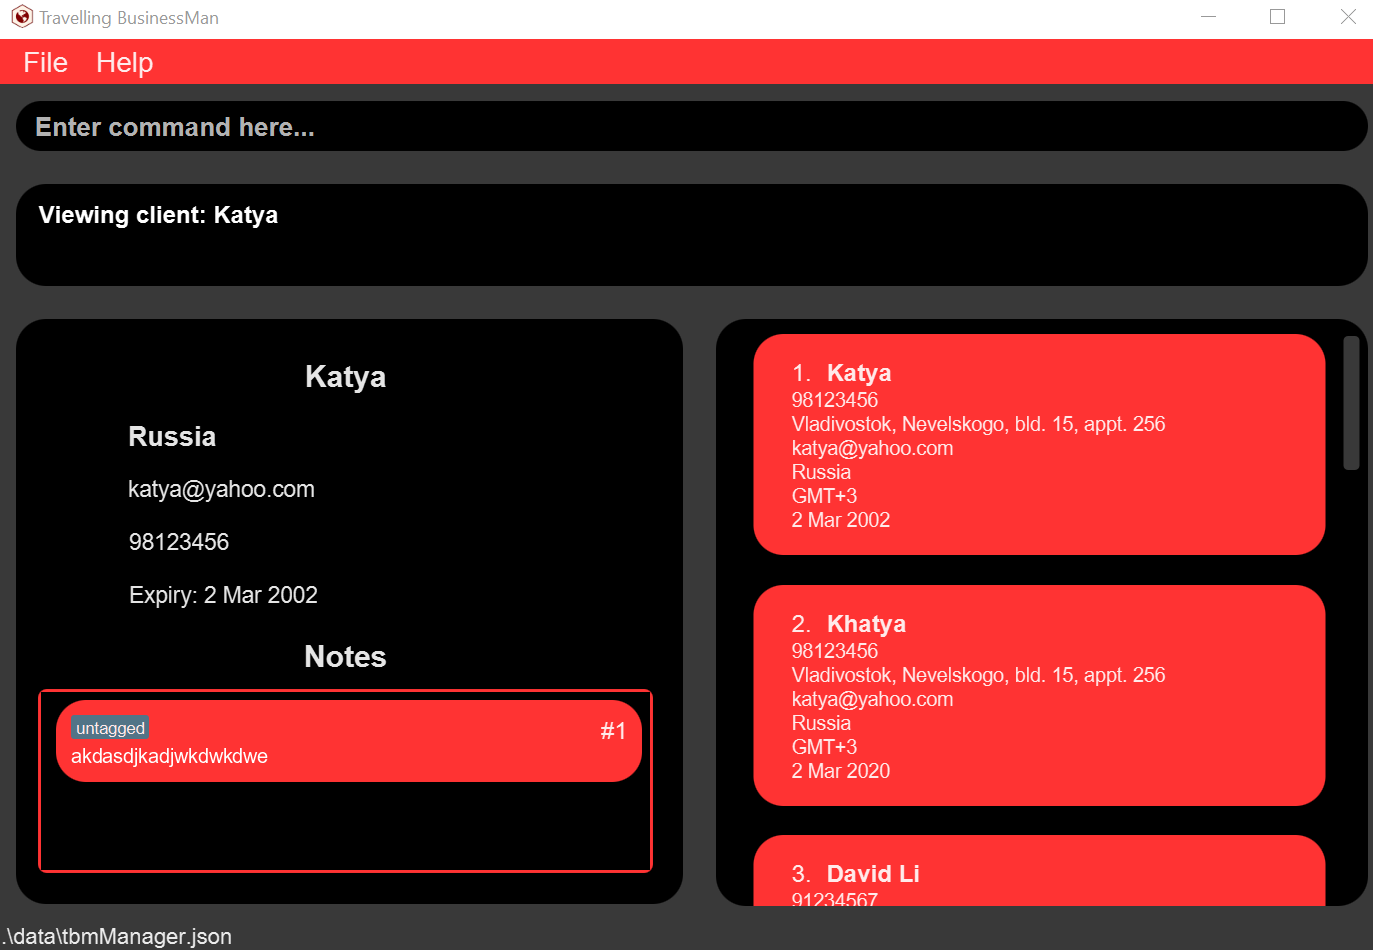 Travelling BusinessMan
File Help
Enter command here...
Viewing client: Katya
Katya
Russia
katya@yahoo.com
98123456
Expiry: 2 Mar 2002
Notes
untagged
#1
akdasdjkadjwkdwkdwe
1. Katya
98123456
Vladivostok, Nevelskogo, bld. 15, appt. 256
katya@yahoo.com
Russia
GMT+3
2 Mar 2002
2. Khatya
98123456
Vladivostok, Nevelskogo, bld. 15, appt. 256
katya@yahoo.com
Russia
GMT+3
2 Mar 2020
3. David Li
91234567
.\data\tbmManager.json